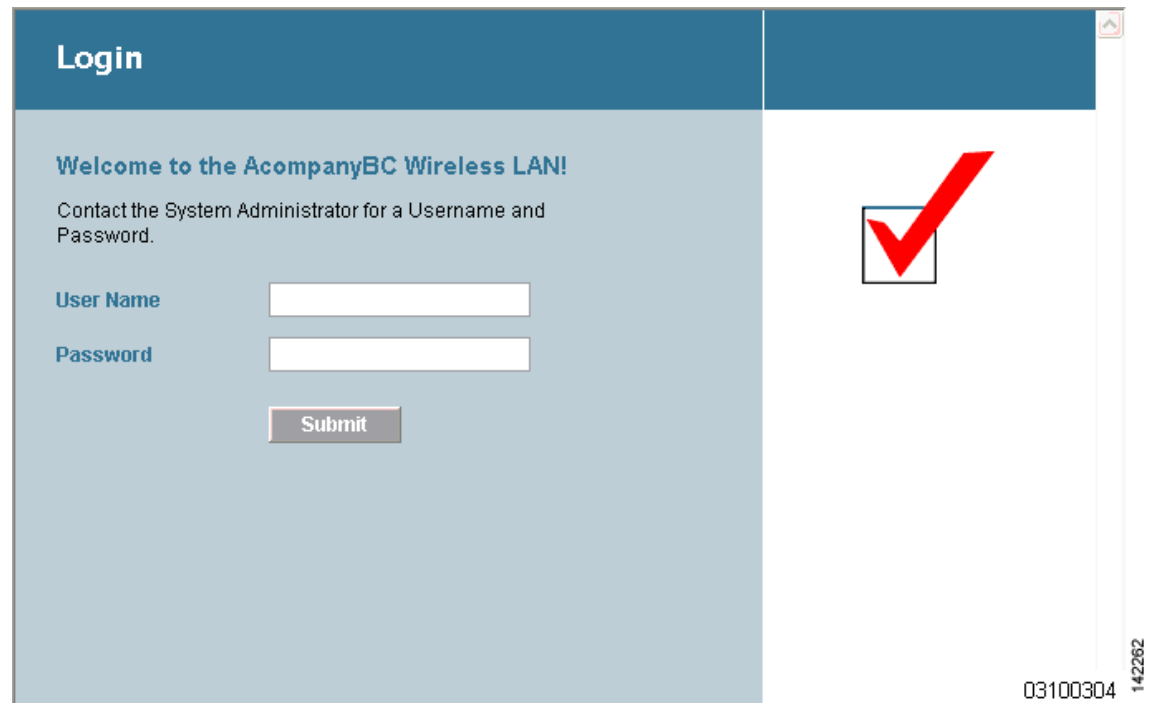 Login
Welcome to the AcompanyBC Wireless LAN!
Contact the System Administrator for a Username and
Password.
User Name
Password
Submit
03100304
142262